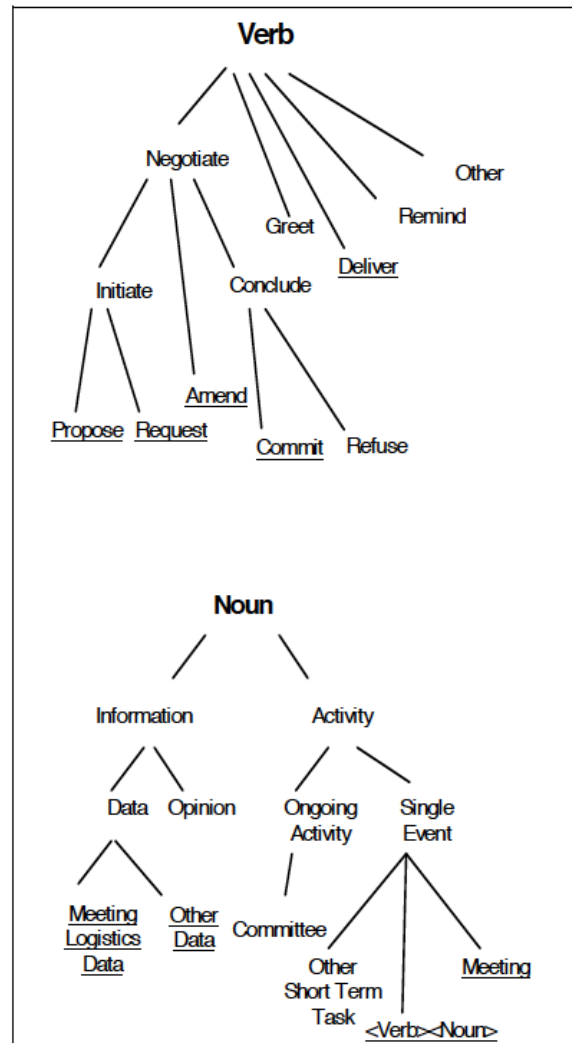 Verb
Negotiate
Other
Remind
Greet
Deliver
Initiate
Conclude
Amend
Propose Request
Commit Refuse
Noun
Information
Activity
Data Opinion
Ongoing
Activity
Single
Event
Meeting
Logistics
Data
Other
Data
Committee
Other
Short Term
Task
Meeting
<Verb><Noun>